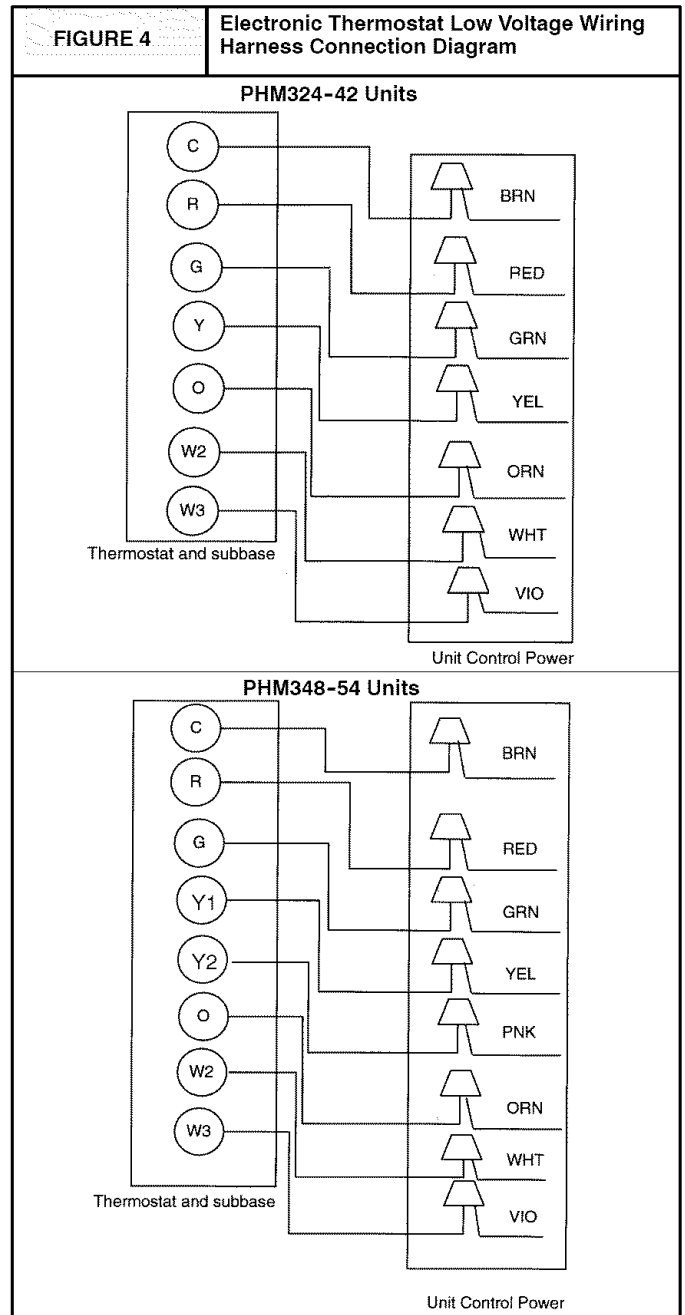 FIGURE 4
Electronic Thermostat Low Voltage Wiring
Harness Connection Diagram
PHM324-42 Units
C
R
G
Y
O
W2
W3
Thermostat and subbase
BRN
RED
GRN
YEL
ORN
WHT
VIO
Unit Control Power
PHM348-54 Units
C
R
G
Y1
Y2
O
W2
W3
Thermostat and subbase
BRN
RED
GRN
YEL
PNK
ORN
WHT
VIO
Unit Control Power